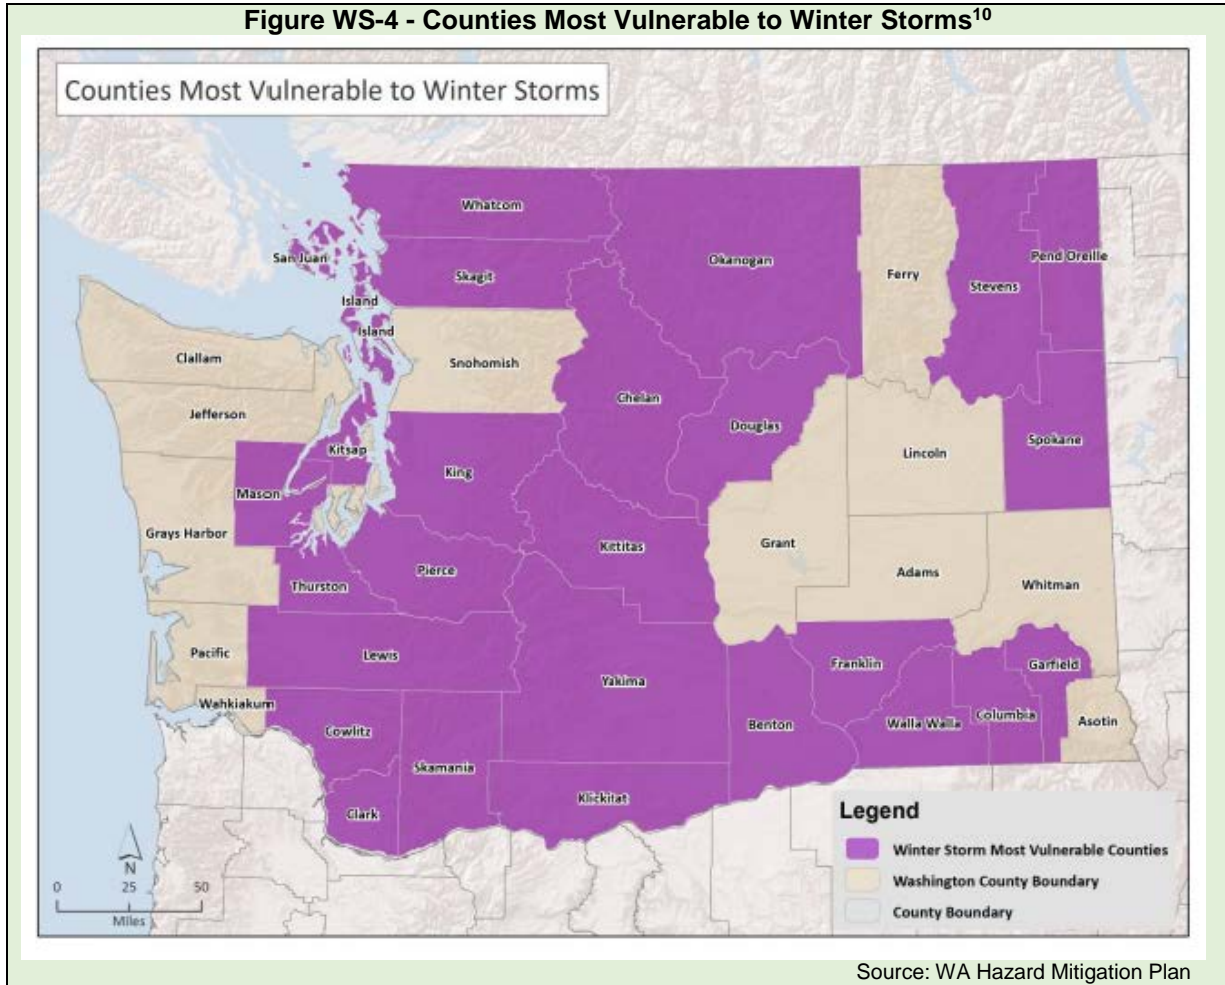 Figure WS-4 - Counties Most Vulnerable to Winter Storms10
Counties Most Vulnerable to Winter Storms
Whatcom
San Juan
Skagit
Okanogan
Ferry
Stevens
Pend Oreille
Island
Island
Clallam
Snohomish
Jefferson
Chelan
Douglas
Kitsap
Spokane
Lincoln
King
Mason
Grays Harbor
Kittitas
Grant
Pierce
Adams
Thurston
Whitman
Pacific
Lewis
Franklin
Garfield
Yakima
Wahkiakum
Cowlitz
Benton
Walla Walla
Columbia
Asotin
Skamania
Klickitat
Clark
Legend
Winter Storm Most Vulnerable Counties
Washington County Boundary
County Boundary
N
0 25 50
Miles
Source: WA Hazard Mitigation Plan